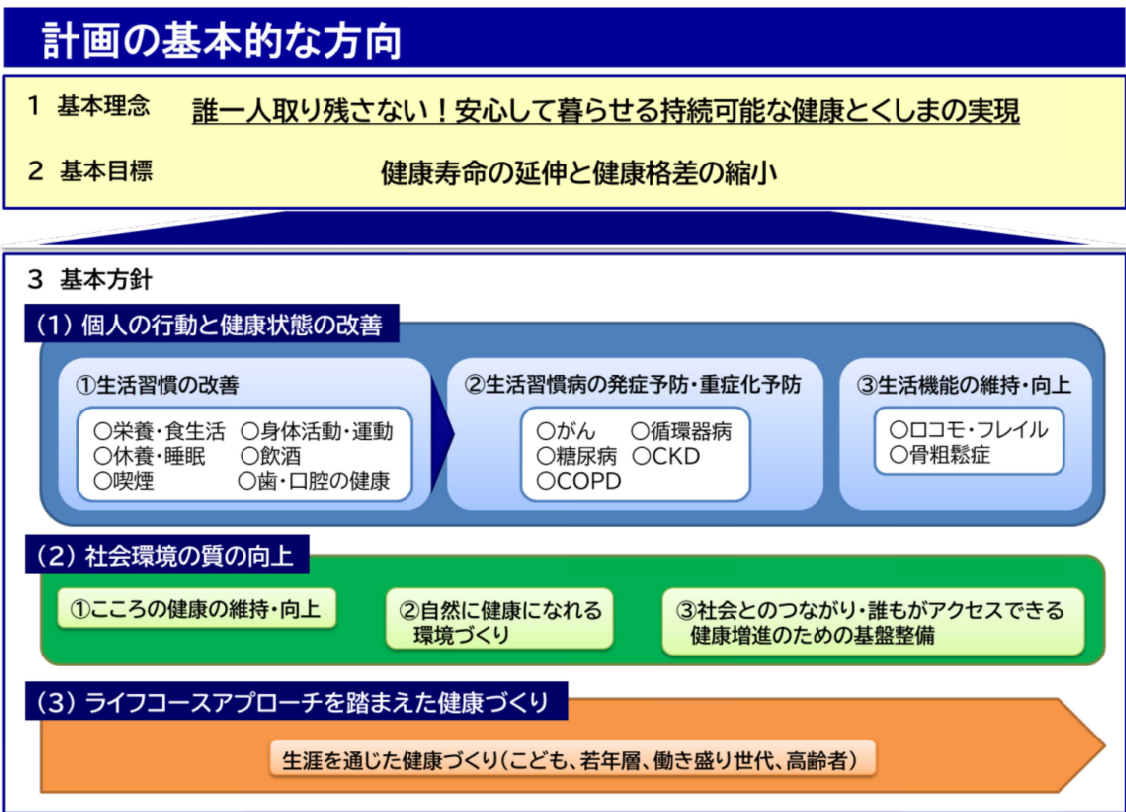 計画の基本的な方向
1 基本理念 誰一人取り残さない！安心して暮らせる持続可能な健康とくしまの実現
2 基本目標 健康寿命の延伸と健康格差の縮小
3 基本方針
(1) 個人の行動と健康状態の改善
①生活習慣の改善
○栄養・食生活 ○身体活動・運動
○休養・睡眠 ○飲酒
○喫煙 ○歯・口腔の健康
②生活習慣病の発症予防・重症化予防
○がん ○循環器病
○糖尿病 ○CKD
○COPD
③生活機能の維持・向上
○ロコモ・フレイル
○骨粗鬆症
(2) 社会環境の質の向上
①こころの健康の維持・向上
②自然に健康になれる
環境づくり
③社会とのつながり・誰もがアクセスできる
健康増進のための基盤整備
(3) ライフコースアプローチを踏まえた健康づくり
生涯を通じた健康づくり(こども、若年層、働き盛り世代、高齢者)